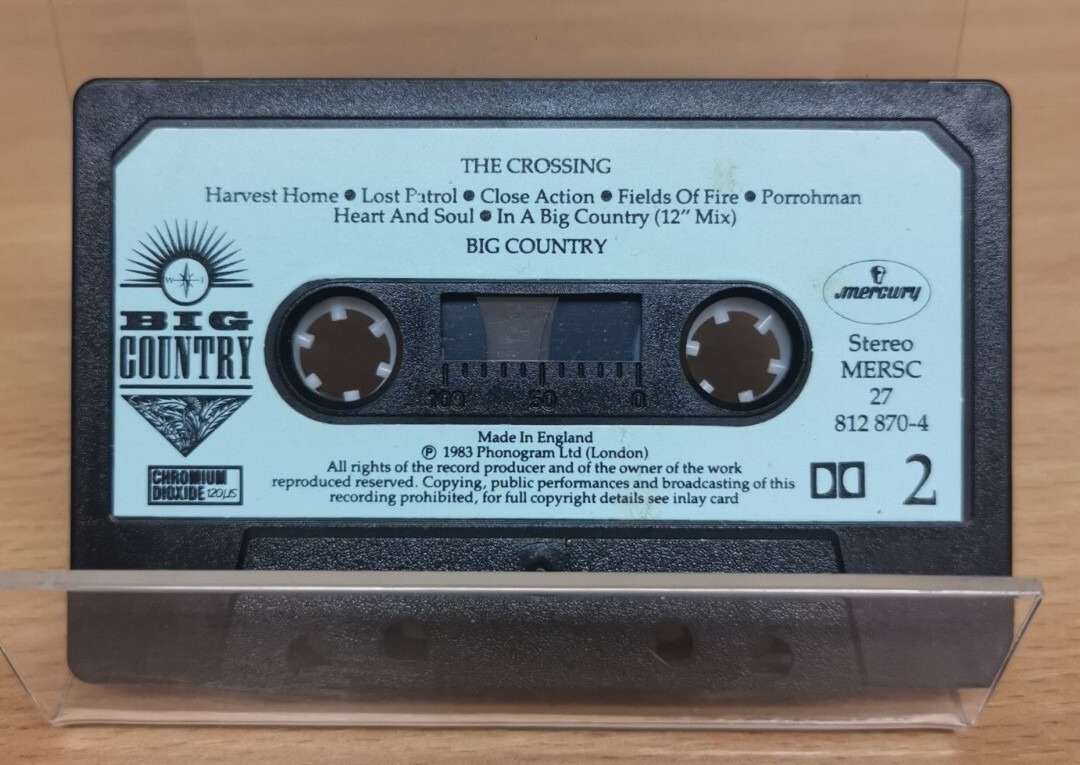 THE CROSSING
Harvest Home ● Lost Patrol ● Close Action ● Fields Of Fire ● Porrohman
Heart And Soul ● In A Big Country (12" Mix)
BIG COUNTRY
W I
BIG
COUNTRY
mercury
Stereo
MERSC
27
812 870-4
100 50 0
Made In England
℗ 1983 Phonogram Ltd (London)
All rights of the record producer and of the owner of the work
reproduced reserved. Copying, public performances and broadcasting of this
recording prohibited, for full copyright details see inlay card
CHROMIUM
DIOXIDE 120µS
2